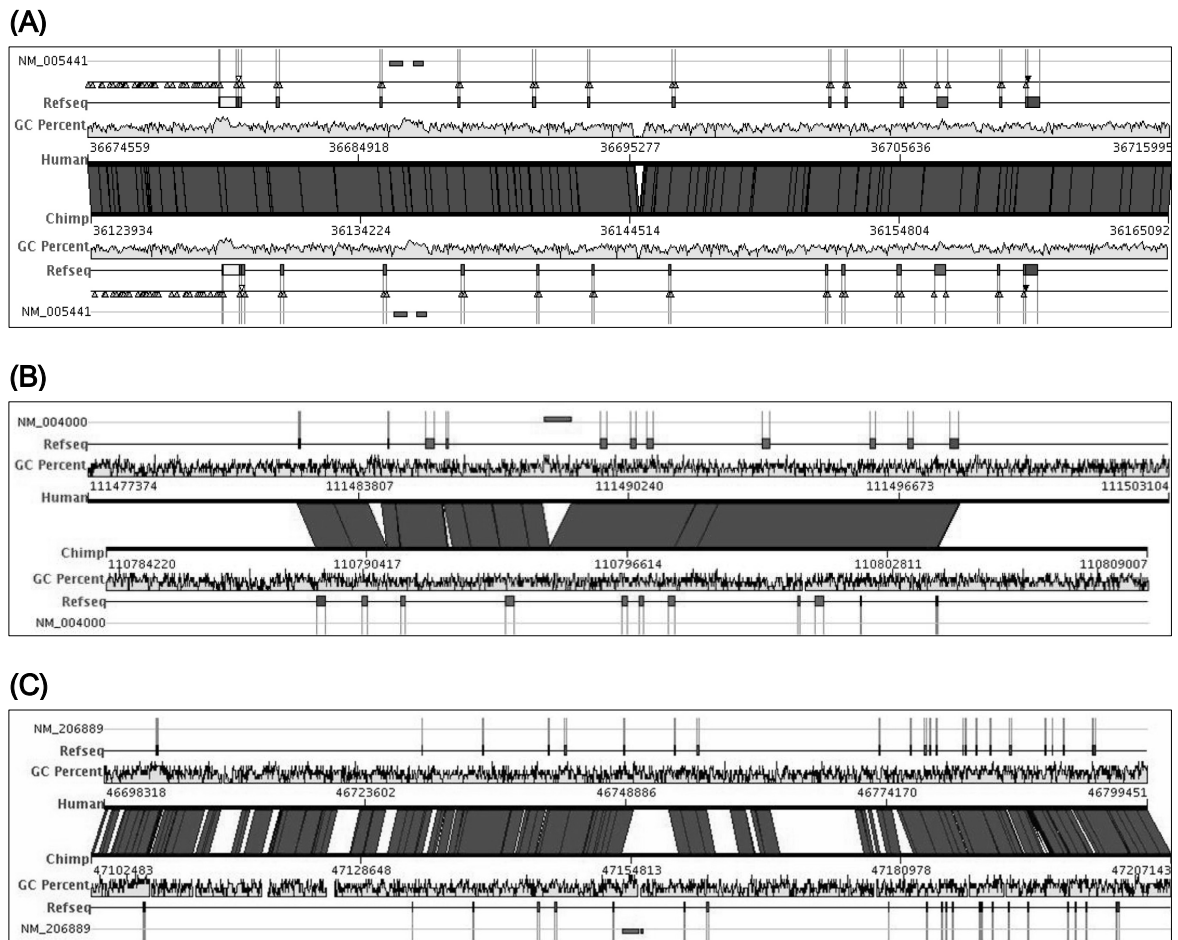 (A)
NM_005441
Refseq
GC Percent
36674559 36684918 36695277 36705636 36715995
Human
Chimp
36123934 36134224 36144514 36154804 36165092
GC Percent
Refseq
NM_005441
(B)
NM_004000
Refseq
GC Percent
111477374 111483807 111490240 111496673 111503104
Human
Chimp
110784220 110790417 110796614 110802811 110809007
GC Percent
Refseq
NM_004000
(C)
NM_206889
Refseq
GC Percent
46698318 46723602 46748886 46774170 46799451
Human
Chimp
47102483 47128648 47154813 47180978 47207143
GC Percent
Refseq
NM_206889